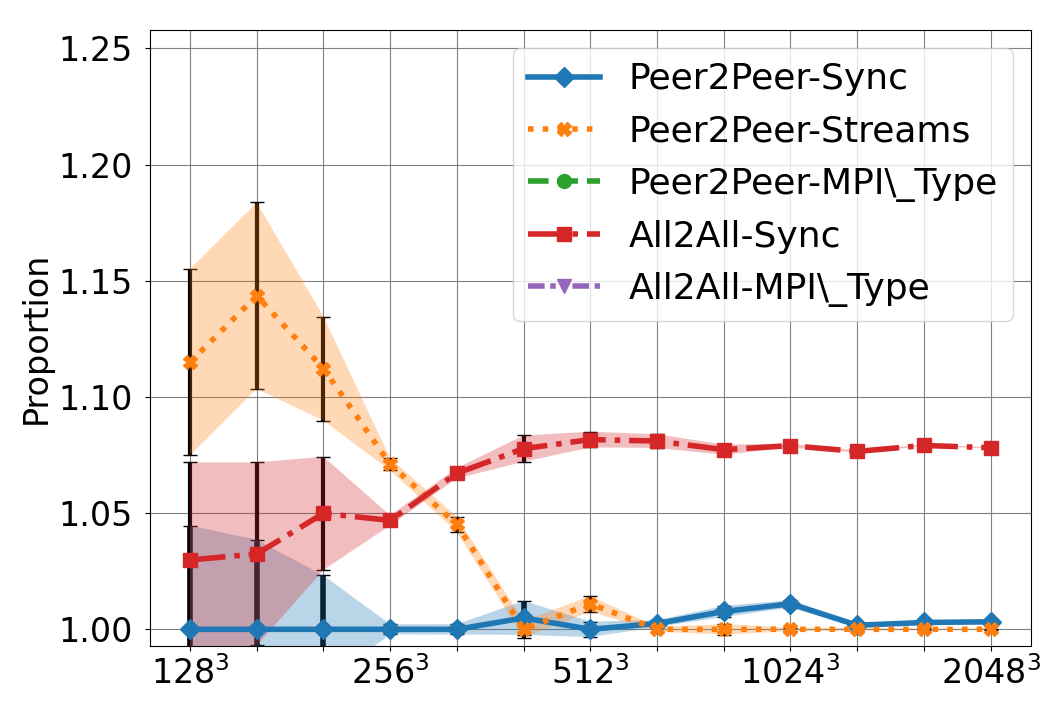 1.25
1.20
1.15
1.10
1.05
1.00
Proportion
Peer2Peer-Sync
Peer2Peer-Streams
Peer2Peer-MPI\_Type
All2All-Sync
All2All-MPI\_Type
128³ 256³ 512³ 1024³ 2048³